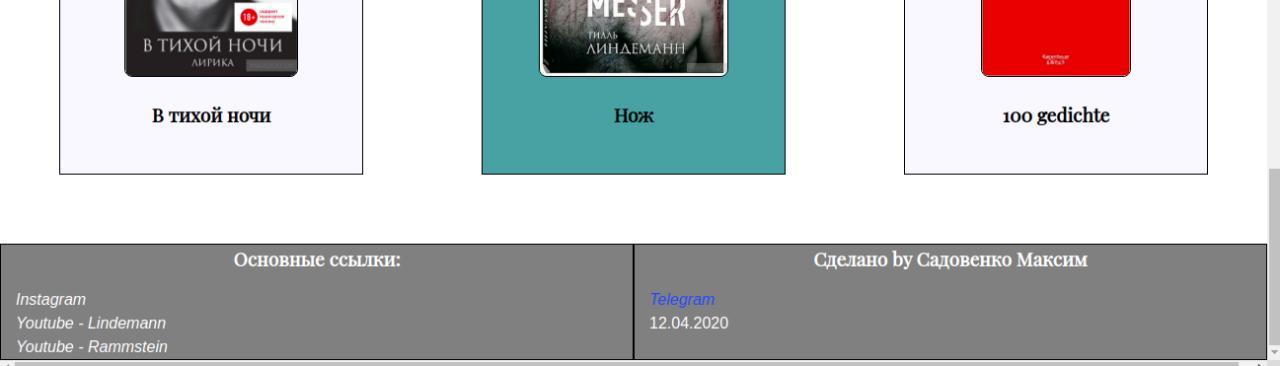 18+
В ТИХОЙ НОЧИ
ЛИРИКА
MESSER
ТИЛЛЬ
ЛИНДЕМАНН
В тихой ночи
Нож
100 gedichte
Основные ссылки:
Instagram
Youtube - Lindemann
Youtube - Rammstein
Сделано by Садовенко Максим
Telegram
12.04.2020